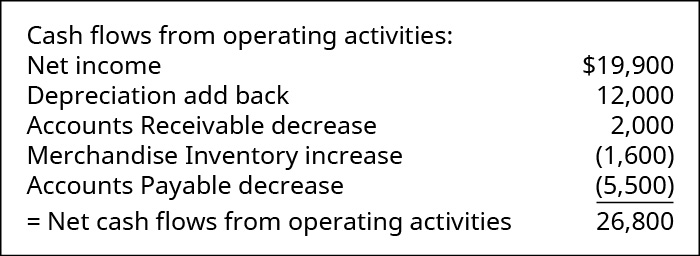 Cash flows from operating activities:
Net income $19,900
Depreciation add back 12,000
Accounts Receivable decrease 2,000
Merchandise Inventory increase (1,600)
Accounts Payable decrease (5,500)
= Net cash flows from operating activities 26,800